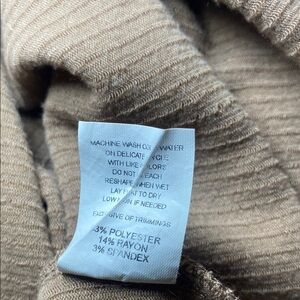 MACHINE WASH COLD WATER
ON DELICATE CYCLE
WITH LIKE COLORS
DO NOT BLEACH
RESHAPE WHEN WET
LAY FLAT TO DRY
LOW IRON IF NEEDED
EXCLUSIVE OF TRIMMINGS
3% POLYESTER
14% RAYON
3% SPANDEX